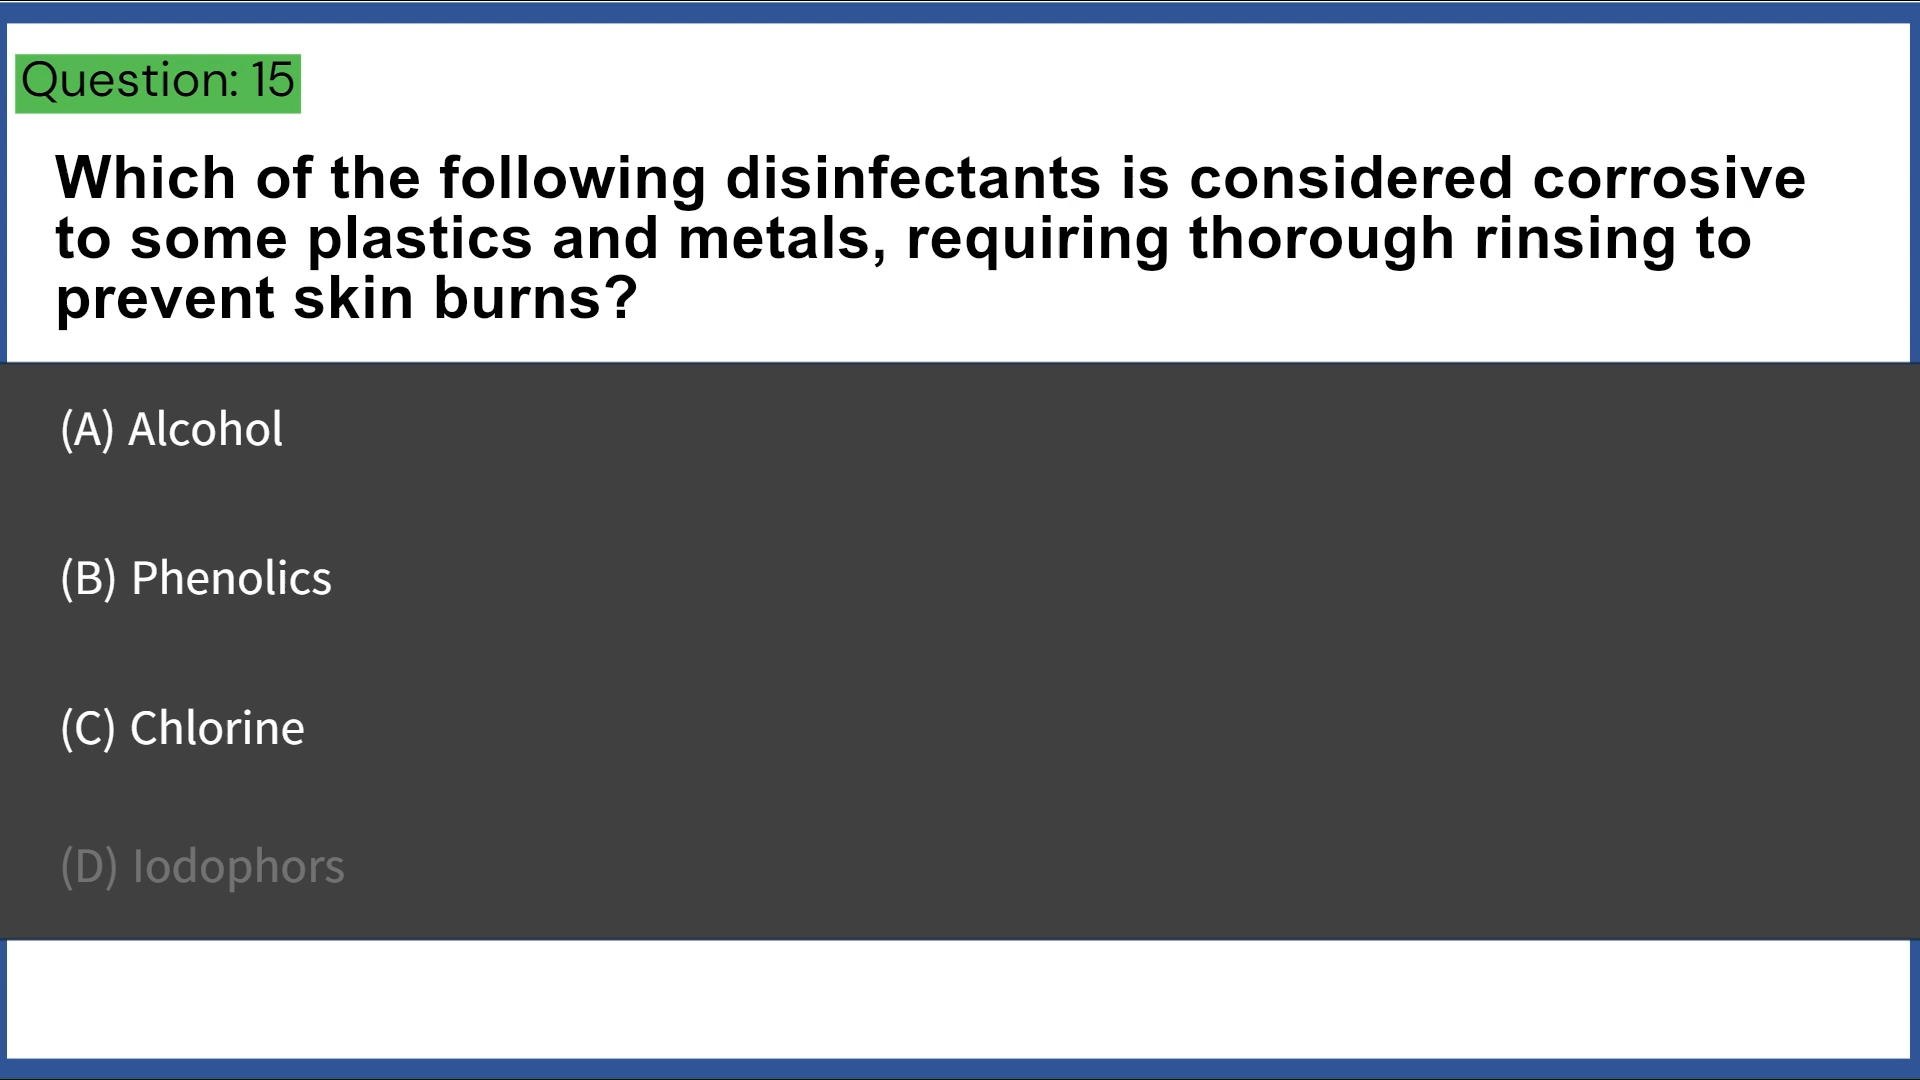 Question: 15
Which of the following disinfectants is considered corrosive
to some plastics and metals, requiring thorough rinsing to
prevent skin burns?
(A) Alcohol
(B) Phenolics
(C) Chlorine
(D) Iodophors